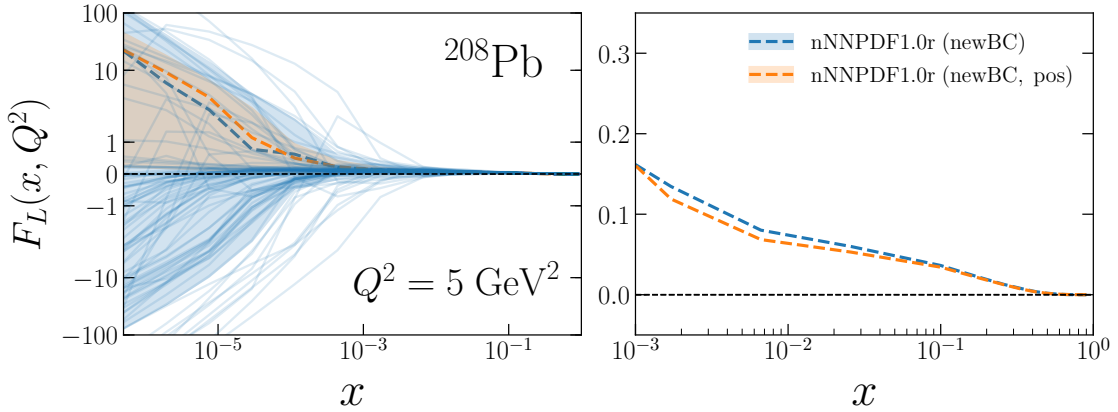 F_L(x, Q²)
100
10
1
0
−1
−10
−100
²⁰⁸Pb
Q² = 5 GeV²
10⁻⁵
10⁻³
10⁻¹
x
0.3
0.2
0.1
0.0
nNNPDF1.0r (newBC)
nNNPDF1.0r (newBC, pos)
10⁻³
10⁻²
10⁻¹
10⁰
x